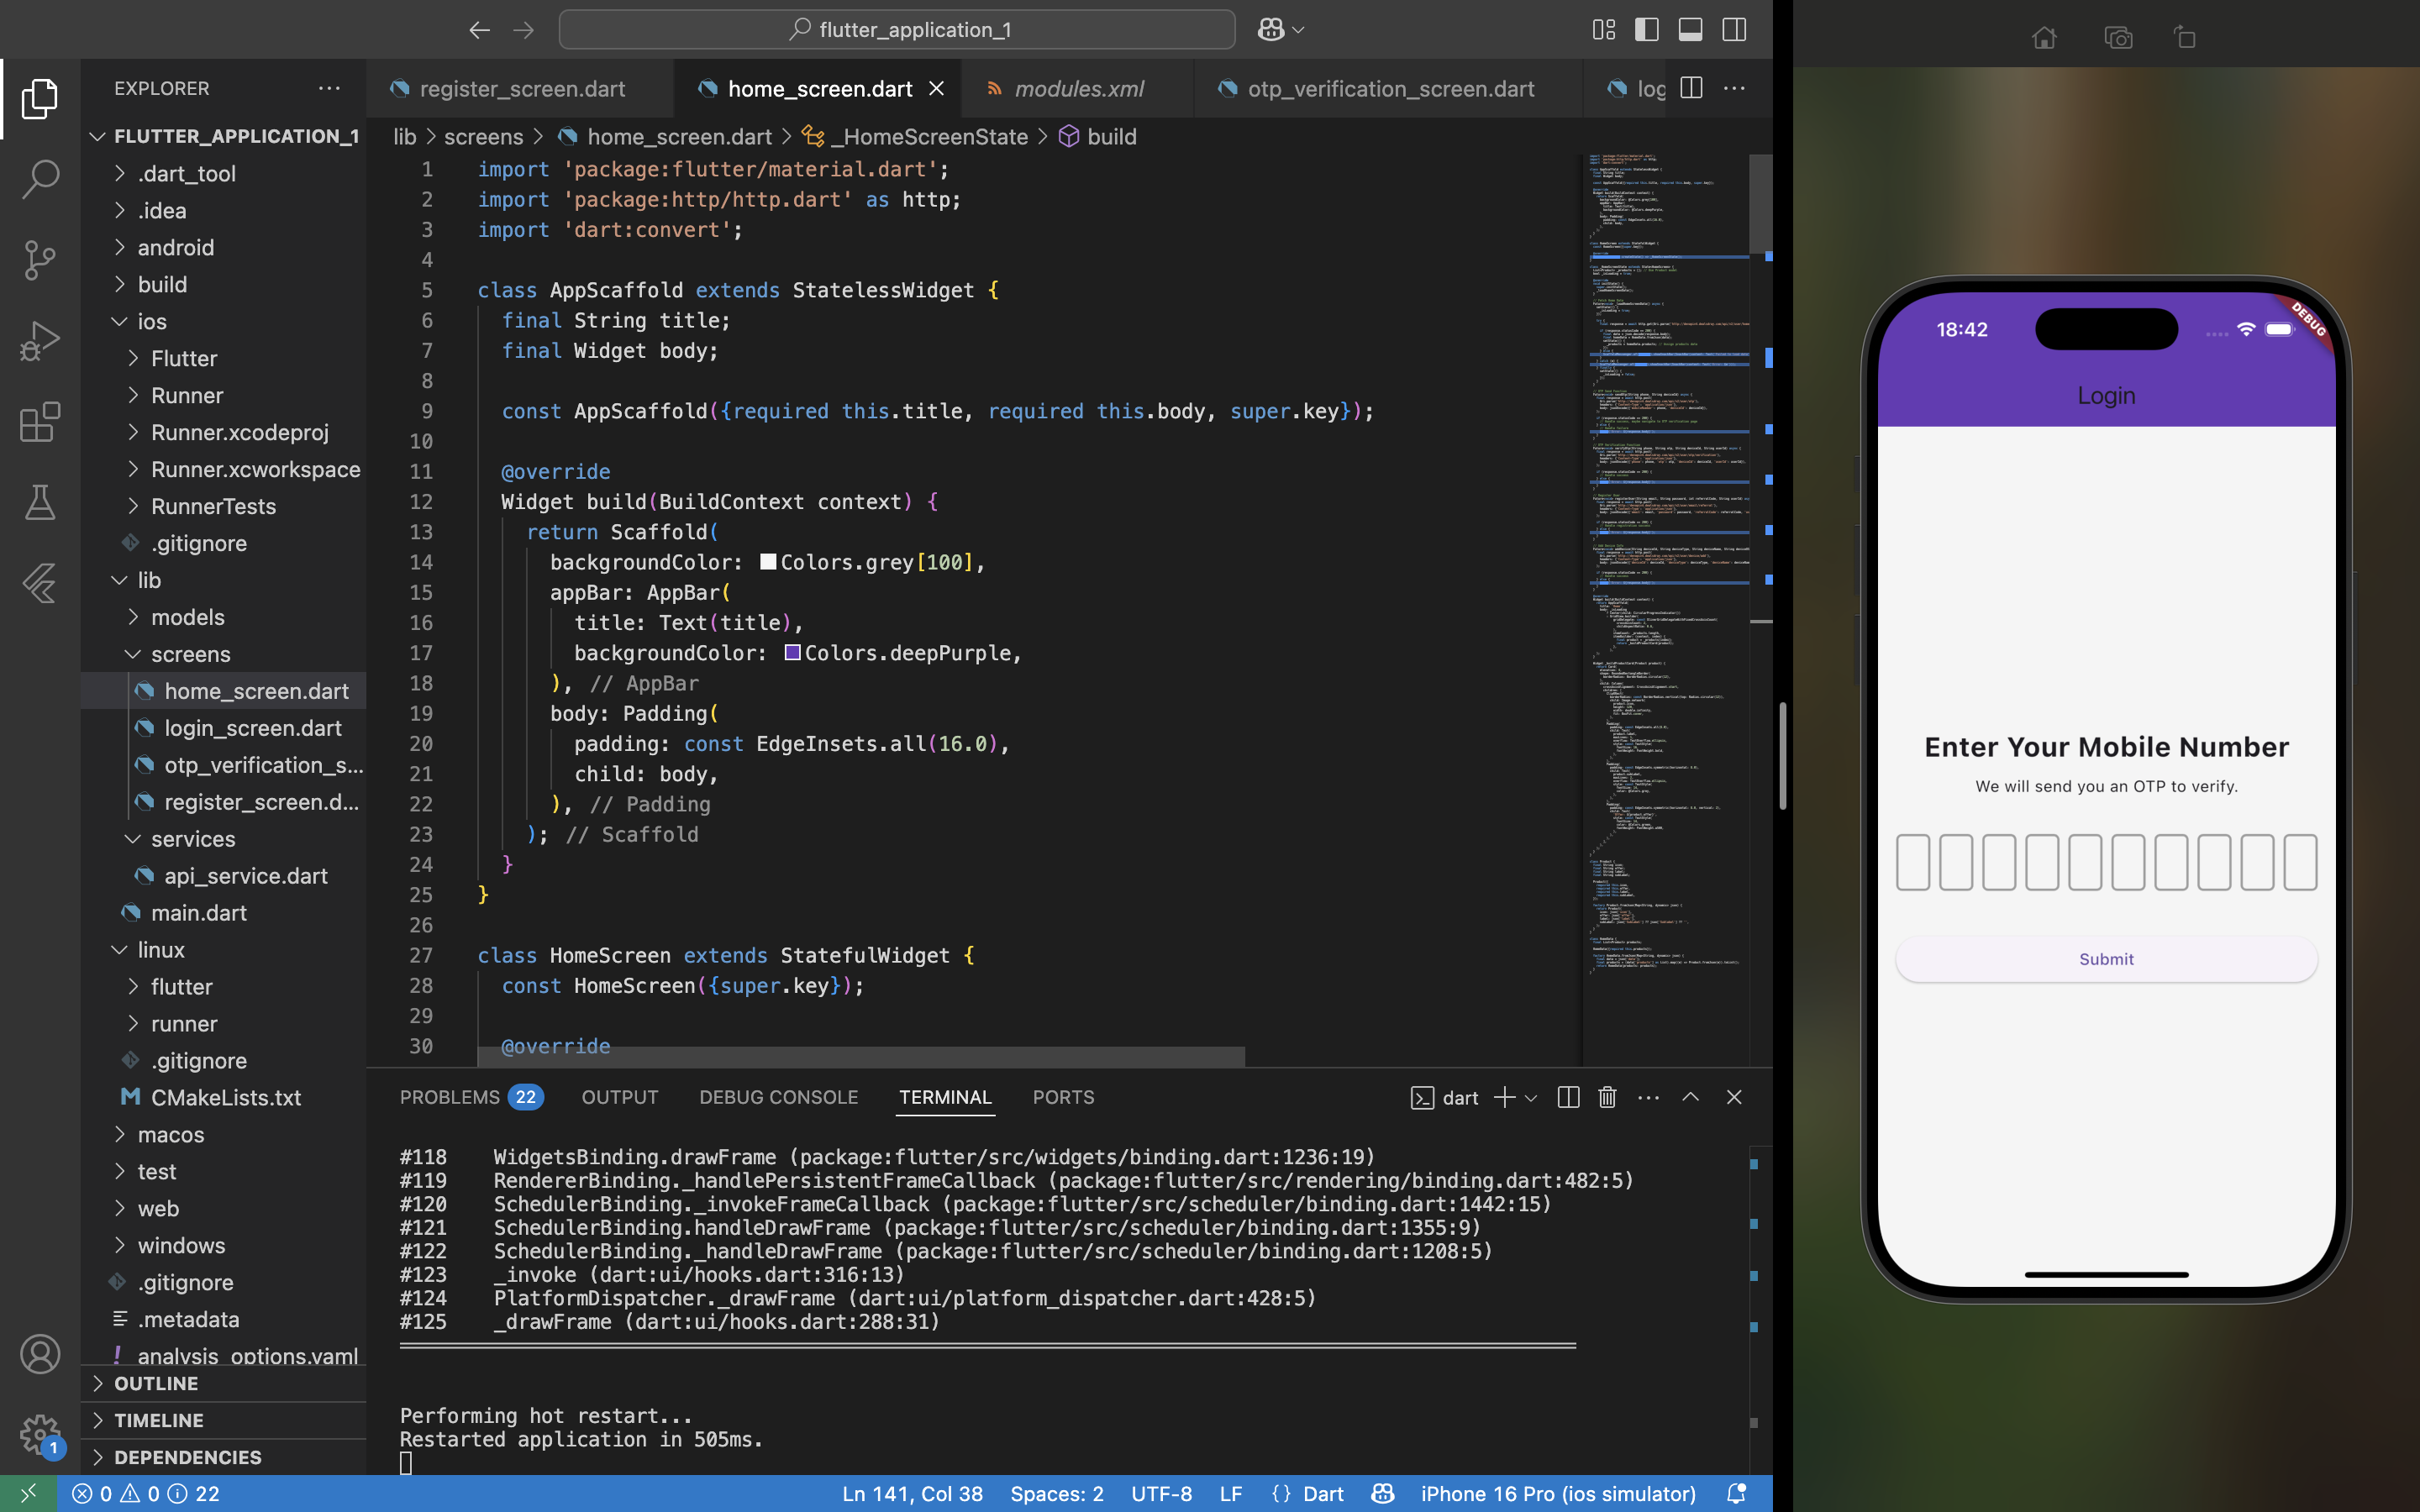 flutter_application_1
EXPLORER
FLUTTER_APPLICATION_1
.dart_tool
.idea
android
build
ios
Flutter
Runner
Runner.xcodeproj
Runner.xcworkspace
RunnerTests
.gitignore
lib
models
screens
home_screen.dart
login_screen.dart
otp_verification_s...
register_screen.d...
services
api_service.dart
main.dart
linux
flutter
runner
.gitignore
CMakeLists.txt
macos
test
web
windows
.gitignore
.metadata
analysis_options.yaml
OUTLINE
TIMELINE
DEPENDENCIES
1
register_screen.dart
home_screen.dart
modules.xml
otp_verification_screen.dart
log
lib > screens > home_screen.dart > _HomeScreenState > build
1 import 'package:flutter/material.dart';
2 import 'package:http/http.dart' as http;
3 import 'dart:convert';
4
5 class AppScaffold extends StatelessWidget {
6 final String title;
7 final Widget body;
8
9 const AppScaffold({required this.title, required this.body, super.key});
10
11 @override
12 Widget build(BuildContext context) {
13 return Scaffold(
14 backgroundColor: Colors.grey[100],
15 appBar: AppBar(
16 title: Text(title),
17 backgroundColor: Colors.deepPurple,
18 ), // AppBar
19 body: Padding(
20 padding: const EdgeInsets.all(16.0),
21 child: body,
22 ), // Padding
23 ); // Scaffold
24 }
25 }
26
27 class HomeScreen extends StatefulWidget {
28 const HomeScreen({super.key});
29
30 @override
PROBLEMS 22
OUTPUT
DEBUG CONSOLE
TERMINAL
PORTS
dart
#118 WidgetsBinding.drawFrame (package:flutter/src/widgets/binding.dart:1236:19)
#119 RendererBinding._handlePersistentFrameCallback (package:flutter/src/rendering/binding.dart:482:5)
#120 SchedulerBinding._invokeFrameCallback (package:flutter/src/scheduler/binding.dart:1442:15)
#121 SchedulerBinding.handleDrawFrame (package:flutter/src/scheduler/binding.dart:1355:9)
#122 SchedulerBinding._handleDrawFrame (package:flutter/src/scheduler/binding.dart:1208:5)
#123 _invoke (dart:ui/hooks.dart:316:13)
#124 PlatformDispatcher._drawFrame (dart:ui/platform_dispatcher.dart:428:5)
#125 _drawFrame (dart:ui/hooks.dart:288:31)
Performing hot restart...
Restarted application in 505ms.
0 0 22
Ln 141, Col 38
Spaces: 2
UTF-8
LF
{} Dart
iPhone 16 Pro (ios simulator)
18:42
DEBUG
Login
Enter Your Mobile Number
We will send you an OTP to verify.
Submit